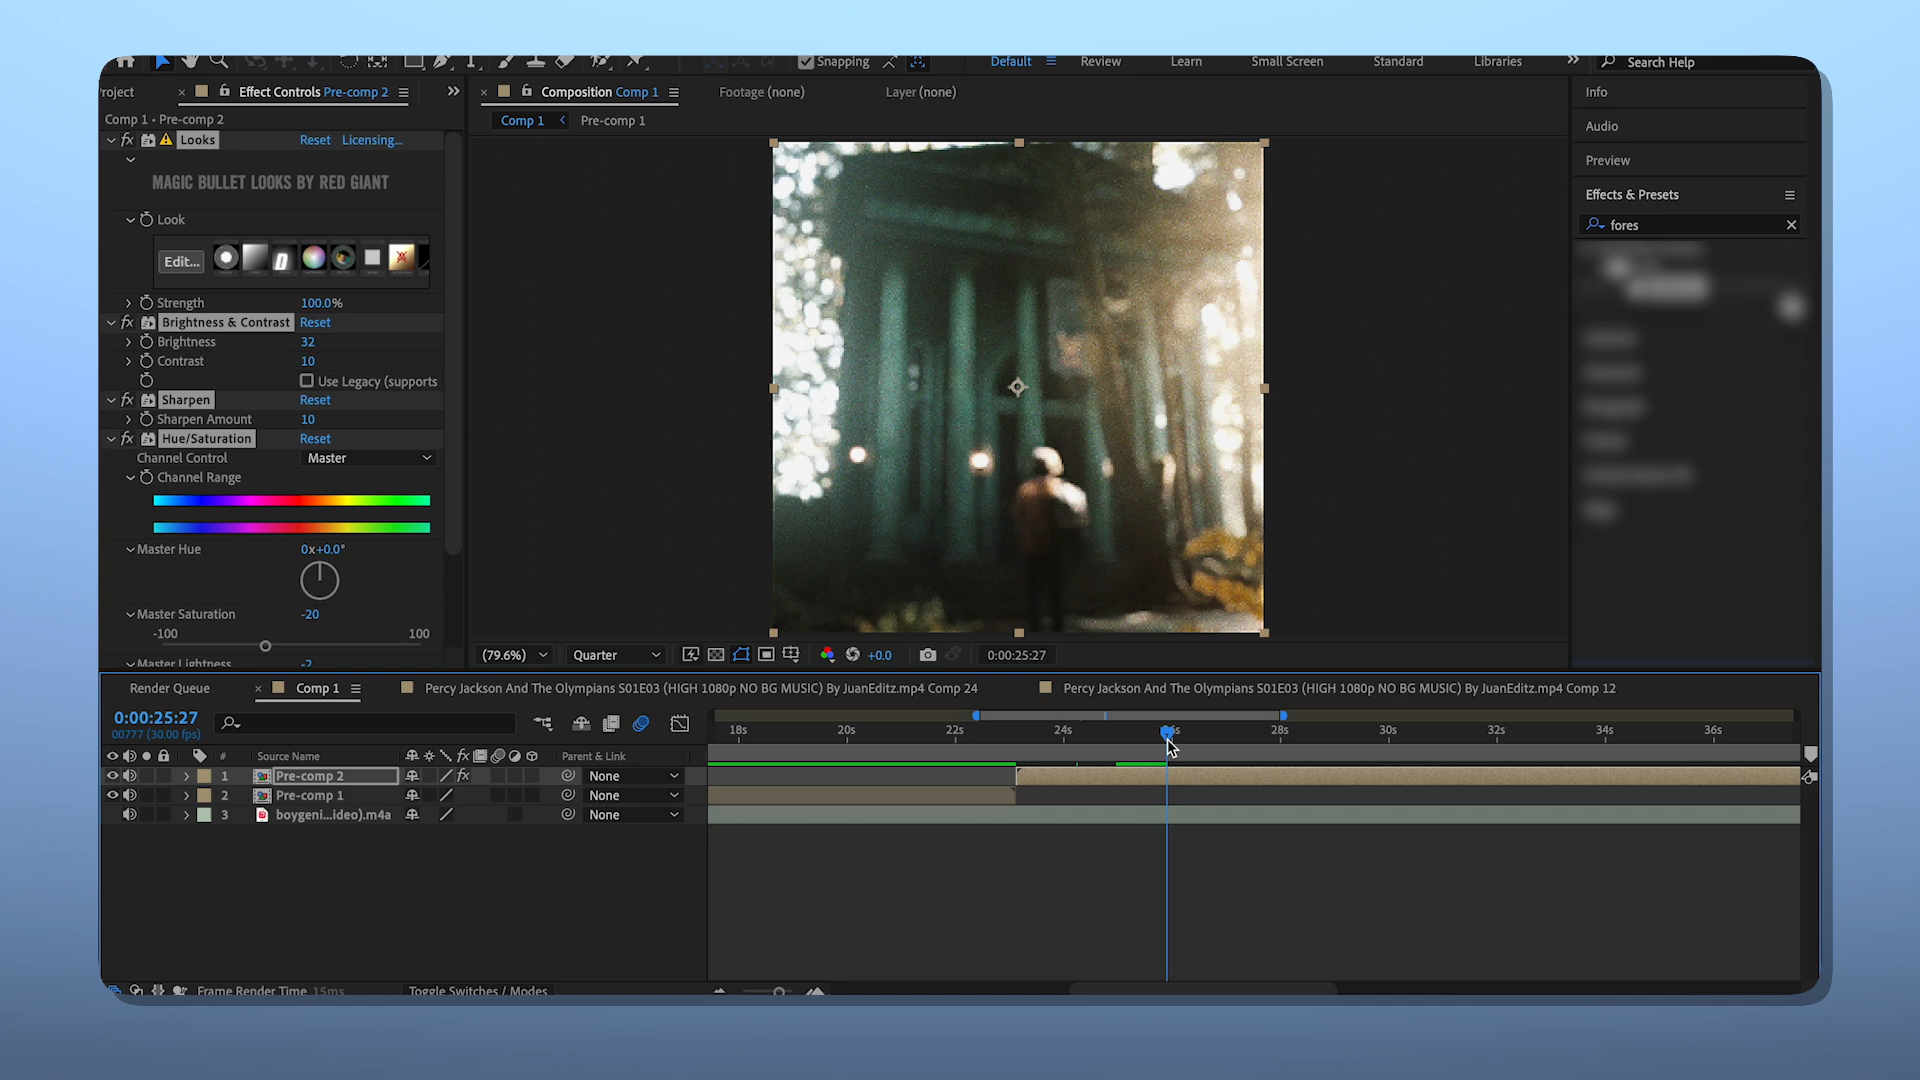 Snapping
Default
Review
Learn
Small Screen
Standard
Libraries
Search Help
roject
Effect Controls Pre-comp 2
Composition Comp 1
Footage (none)
Layer (none)
Info
Comp 1 • Pre-comp 2
Comp 1
Pre-comp 1
Audio
fx Looks Reset Licensing...
Preview
MAGIC BULLET LOOKS BY RED GIANT
Effects & Presets
Look
fores
Edit...
Strength 100.0%
fx Brightness & Contrast Reset
Brightness 32
Contrast 10
Use Legacy (supports
fx Sharpen Reset
Sharpen Amount 10
fx Hue/Saturation Reset
Channel Control Master
Channel Range
Master Hue 0x+0.0°
Master Saturation -20
-100 100
Master Lightness -2
(79.6%) Quarter +0.0 0:00:25:27
Render Queue
Comp 1
Percy Jackson And The Olympians S01E03 (HIGH 1080p NO BG MUSIC) By JuanEditz.mp4 Comp 24
Percy Jackson And The Olympians S01E03 (HIGH 1080p NO BG MUSIC) By JuanEditz.mp4 Comp 12
0:00:25:27
00777 (30.00 fps)
18s 20s 22s 24s 28s 30s 32s 34s 36s
# Source Name fx Parent & Link
1 Pre-comp 2 fx None
2 Pre-comp 1 None
3 boygeni...ideo).m4a None
Frame Render Time 15ms
Toggle Switches / Modes